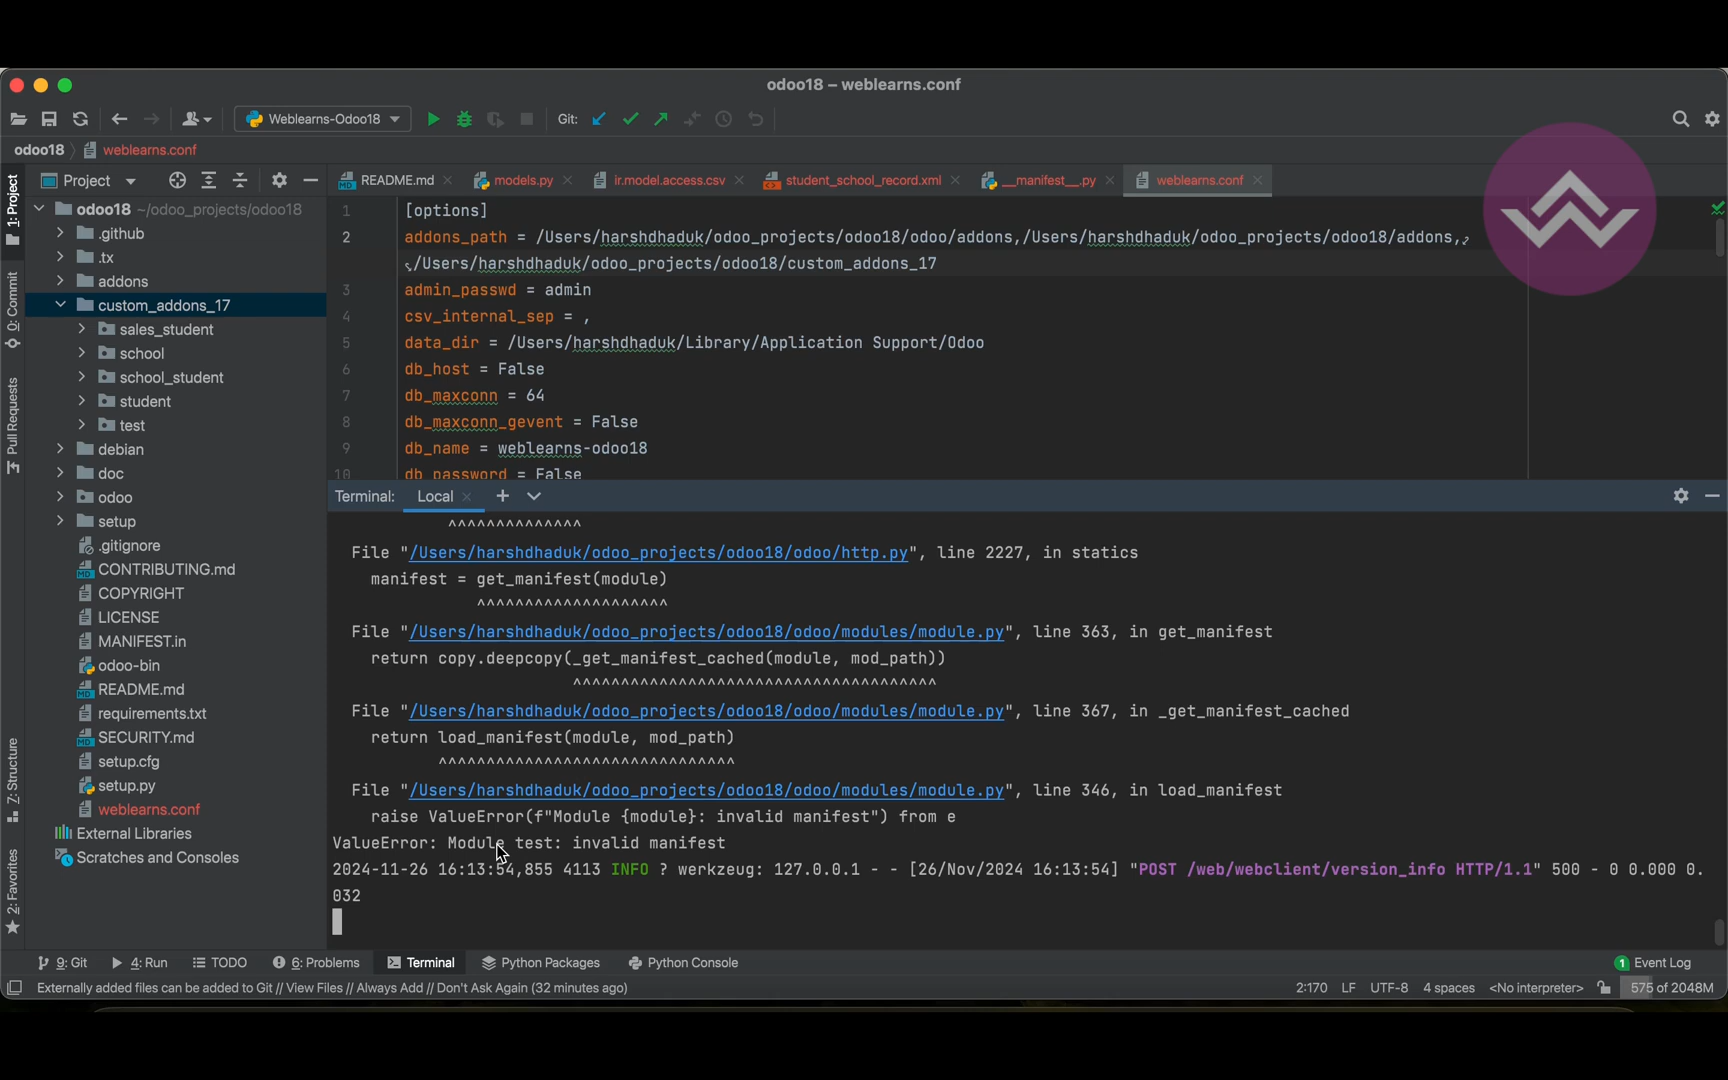 odoo18 – weblearns.conf
Weblearns-Odoo18
Git:
odoo18 weblearns.conf
Project
README.md
models.py
ir.model.access.csv
student_school_record.xml
__manifest__.py
weblearns.conf
1: Project
0: Commit
Pull Requests
7: Structure
2: Favorites
odoo18 ~/odoo_projects/odoo18
.github
.tx
addons
custom_addons_17
sales_student
school
school_student
student
test
debian
doc
odoo
setup
.gitignore
CONTRIBUTING.md
COPYRIGHT
LICENSE
MANIFEST.in
odoo-bin
README.md
requirements.txt
SECURITY.md
setup.cfg
setup.py
weblearns.conf
External Libraries
Scratches and Consoles
1 [options]
2 addons_path = /Users/harshdhaduk/odoo_projects/odoo18/odoo/addons,/Users/harshdhaduk/odoo_projects/odoo18/addons,
/Users/harshdhaduk/odoo_projects/odoo18/custom_addons_17
3 admin_passwd = admin
4 csv_internal_sep = ,
5 data_dir = /Users/harshdhaduk/Library/Application Support/Odoo
6 db_host = False
7 db_maxconn = 64
8 db_maxconn_gevent = False
9 db_name = weblearns-odoo18
10 db_password = False
Terminal: Local
^^^^^^^^^^^^^^
File "/Users/harshdhaduk/odoo_projects/odoo18/odoo/http.py", line 2227, in statics
manifest = get_manifest(module)
^^^^^^^^^^^^^^^^^^^^
File "/Users/harshdhaduk/odoo_projects/odoo18/odoo/modules/module.py", line 363, in get_manifest
return copy.deepcopy(_get_manifest_cached(module, mod_path))
^^^^^^^^^^^^^^^^^^^^^^^^^^^^^^^^^^^^^^
File "/Users/harshdhaduk/odoo_projects/odoo18/odoo/modules/module.py", line 367, in _get_manifest_cached
return load_manifest(module, mod_path)
^^^^^^^^^^^^^^^^^^^^^^^^^^^^^^^
File "/Users/harshdhaduk/odoo_projects/odoo18/odoo/modules/module.py", line 346, in load_manifest
raise ValueError(f"Module {module}: invalid manifest") from e
ValueError: Module test: invalid manifest
2024-11-26 16:13:54,855 4113 INFO ? werkzeug: 127.0.0.1 - - [26/Nov/2024 16:13:54] "POST /web/webclient/version_info HTTP/1.1" 500 - 0 0.000 0.
032
9: Git
4: Run
TODO
6: Problems
Terminal
Python Packages
Python Console
1 Event Log
Externally added files can be added to Git // View Files // Always Add // Don't Ask Again (32 minutes ago)
2:170 LF UTF-8 4 spaces <No interpreter> 575 of 2048M